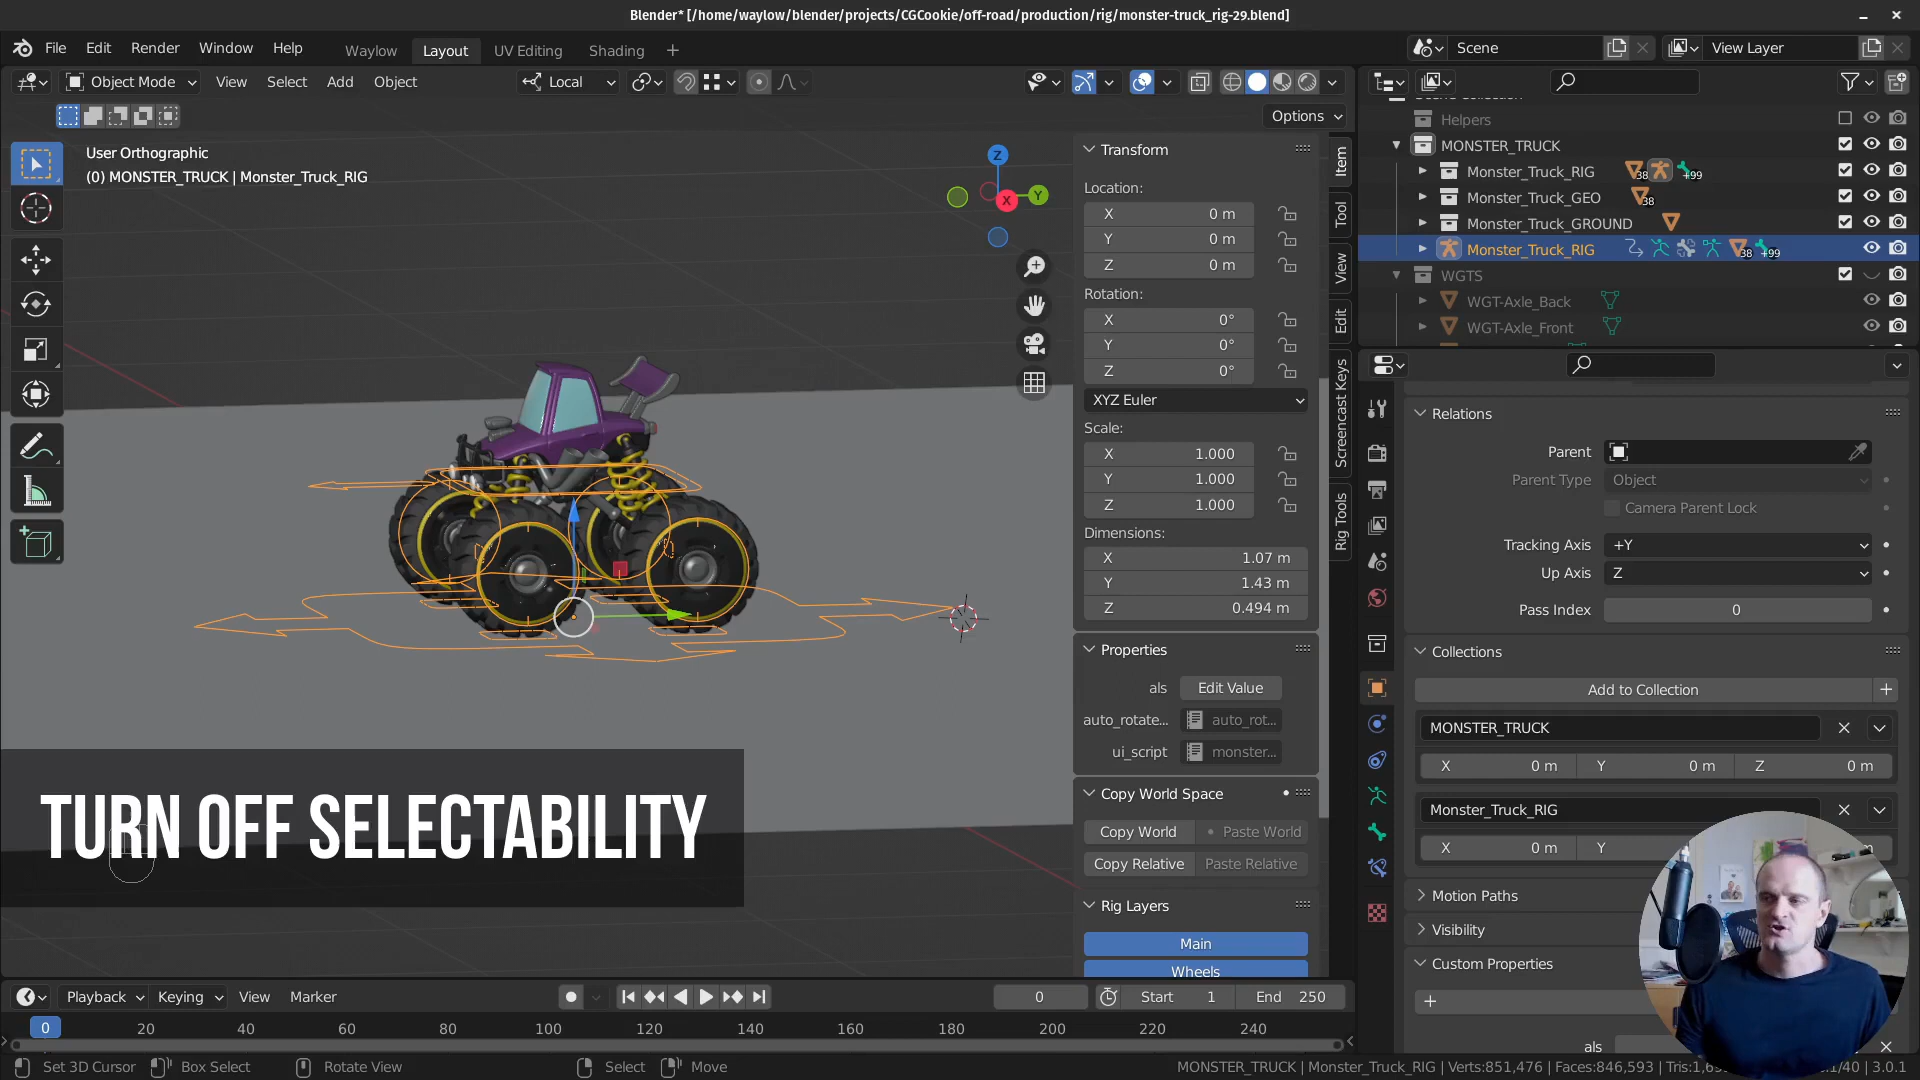 Blender* [/home/waylow/blender/projects/CGCookie/off-road/production/rig/monster-truck_rig-29.blend]
File Edit Render Window Help Waylow Layout UV Editing Shading
Scene View Layer
Object Mode View Select Add Object Local
Options
User Orthographic
(0) MONSTER_TRUCK | Monster_Truck_RIG
Z
Y
X
Transform
Location:
X 0 m
Y 0 m
Z 0 m
Rotation:
X 0°
Y 0°
Z 0°
XYZ Euler
Scale:
X 1.000
Y 1.000
Z 1.000
Dimensions:
X 1.07 m
Y 1.43 m
Z 0.494 m
Properties
als Edit Value
auto_rotate... auto_rot...
ui_script monster...
Copy World Space
Copy World Paste World
Copy Relative Paste Relative
Rig Layers
Main
Wheels
Item
Tool
View
Edit
Screencast Keys
Rig Tools
Helpers
MONSTER_TRUCK
Monster_Truck_RIG 38 +99
Monster_Truck_GEO 38
Monster_Truck_GROUND
Monster_Truck_RIG 38 +99
WGTS
WGT-Axle_Back
WGT-Axle_Front
Relations
Parent
Parent Type Object
Camera Parent Lock
Tracking Axis +Y
Up Axis Z
Pass Index 0
Collections
Add to Collection
MONSTER_TRUCK
X 0 m Y 0 m Z 0 m
Monster_Truck_RIG
X 0 m Y
Motion Paths
Visibility
Custom Properties
als
TURN OFF SELECTABILITY
Playback Keying View Marker
0 Start 1 End 250
0 20 40 60 80 100 120 140 160 180 200 220 240
Set 3D Cursor Box Select Rotate View Select Move
MONSTER_TRUCK | Monster_Truck_RIG | Verts:851,476 | Faces:846,593 | 3.0.1